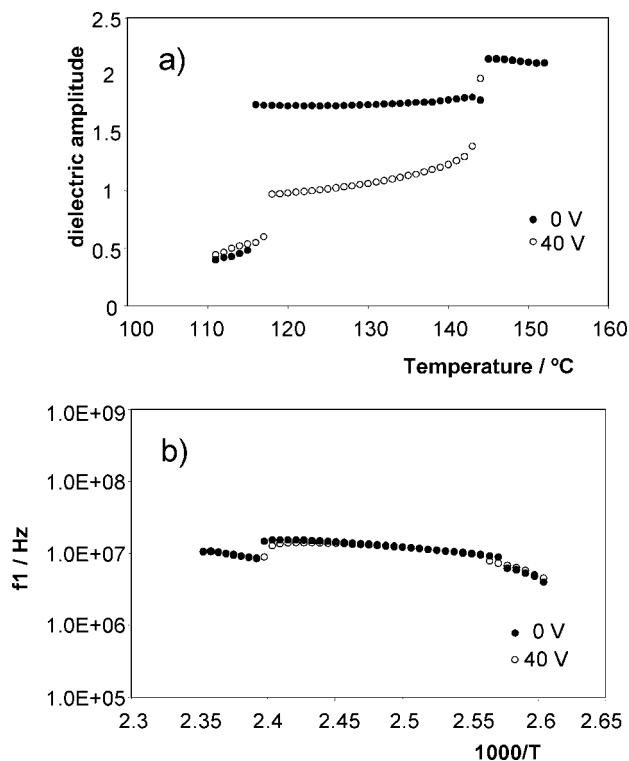 2.5
2
1.5
1
0.5
0
dielectric amplitude
a)
0 V
40 V
100 110 120 130 140 150 160
Temperature / ºC
1.0E+09
1.0E+08
1.0E+07
1.0E+06
1.0E+05
f1 / Hz
b)
0 V
40 V
2.3 2.35 2.4 2.45 2.5 2.55 2.6 2.65
1000/T